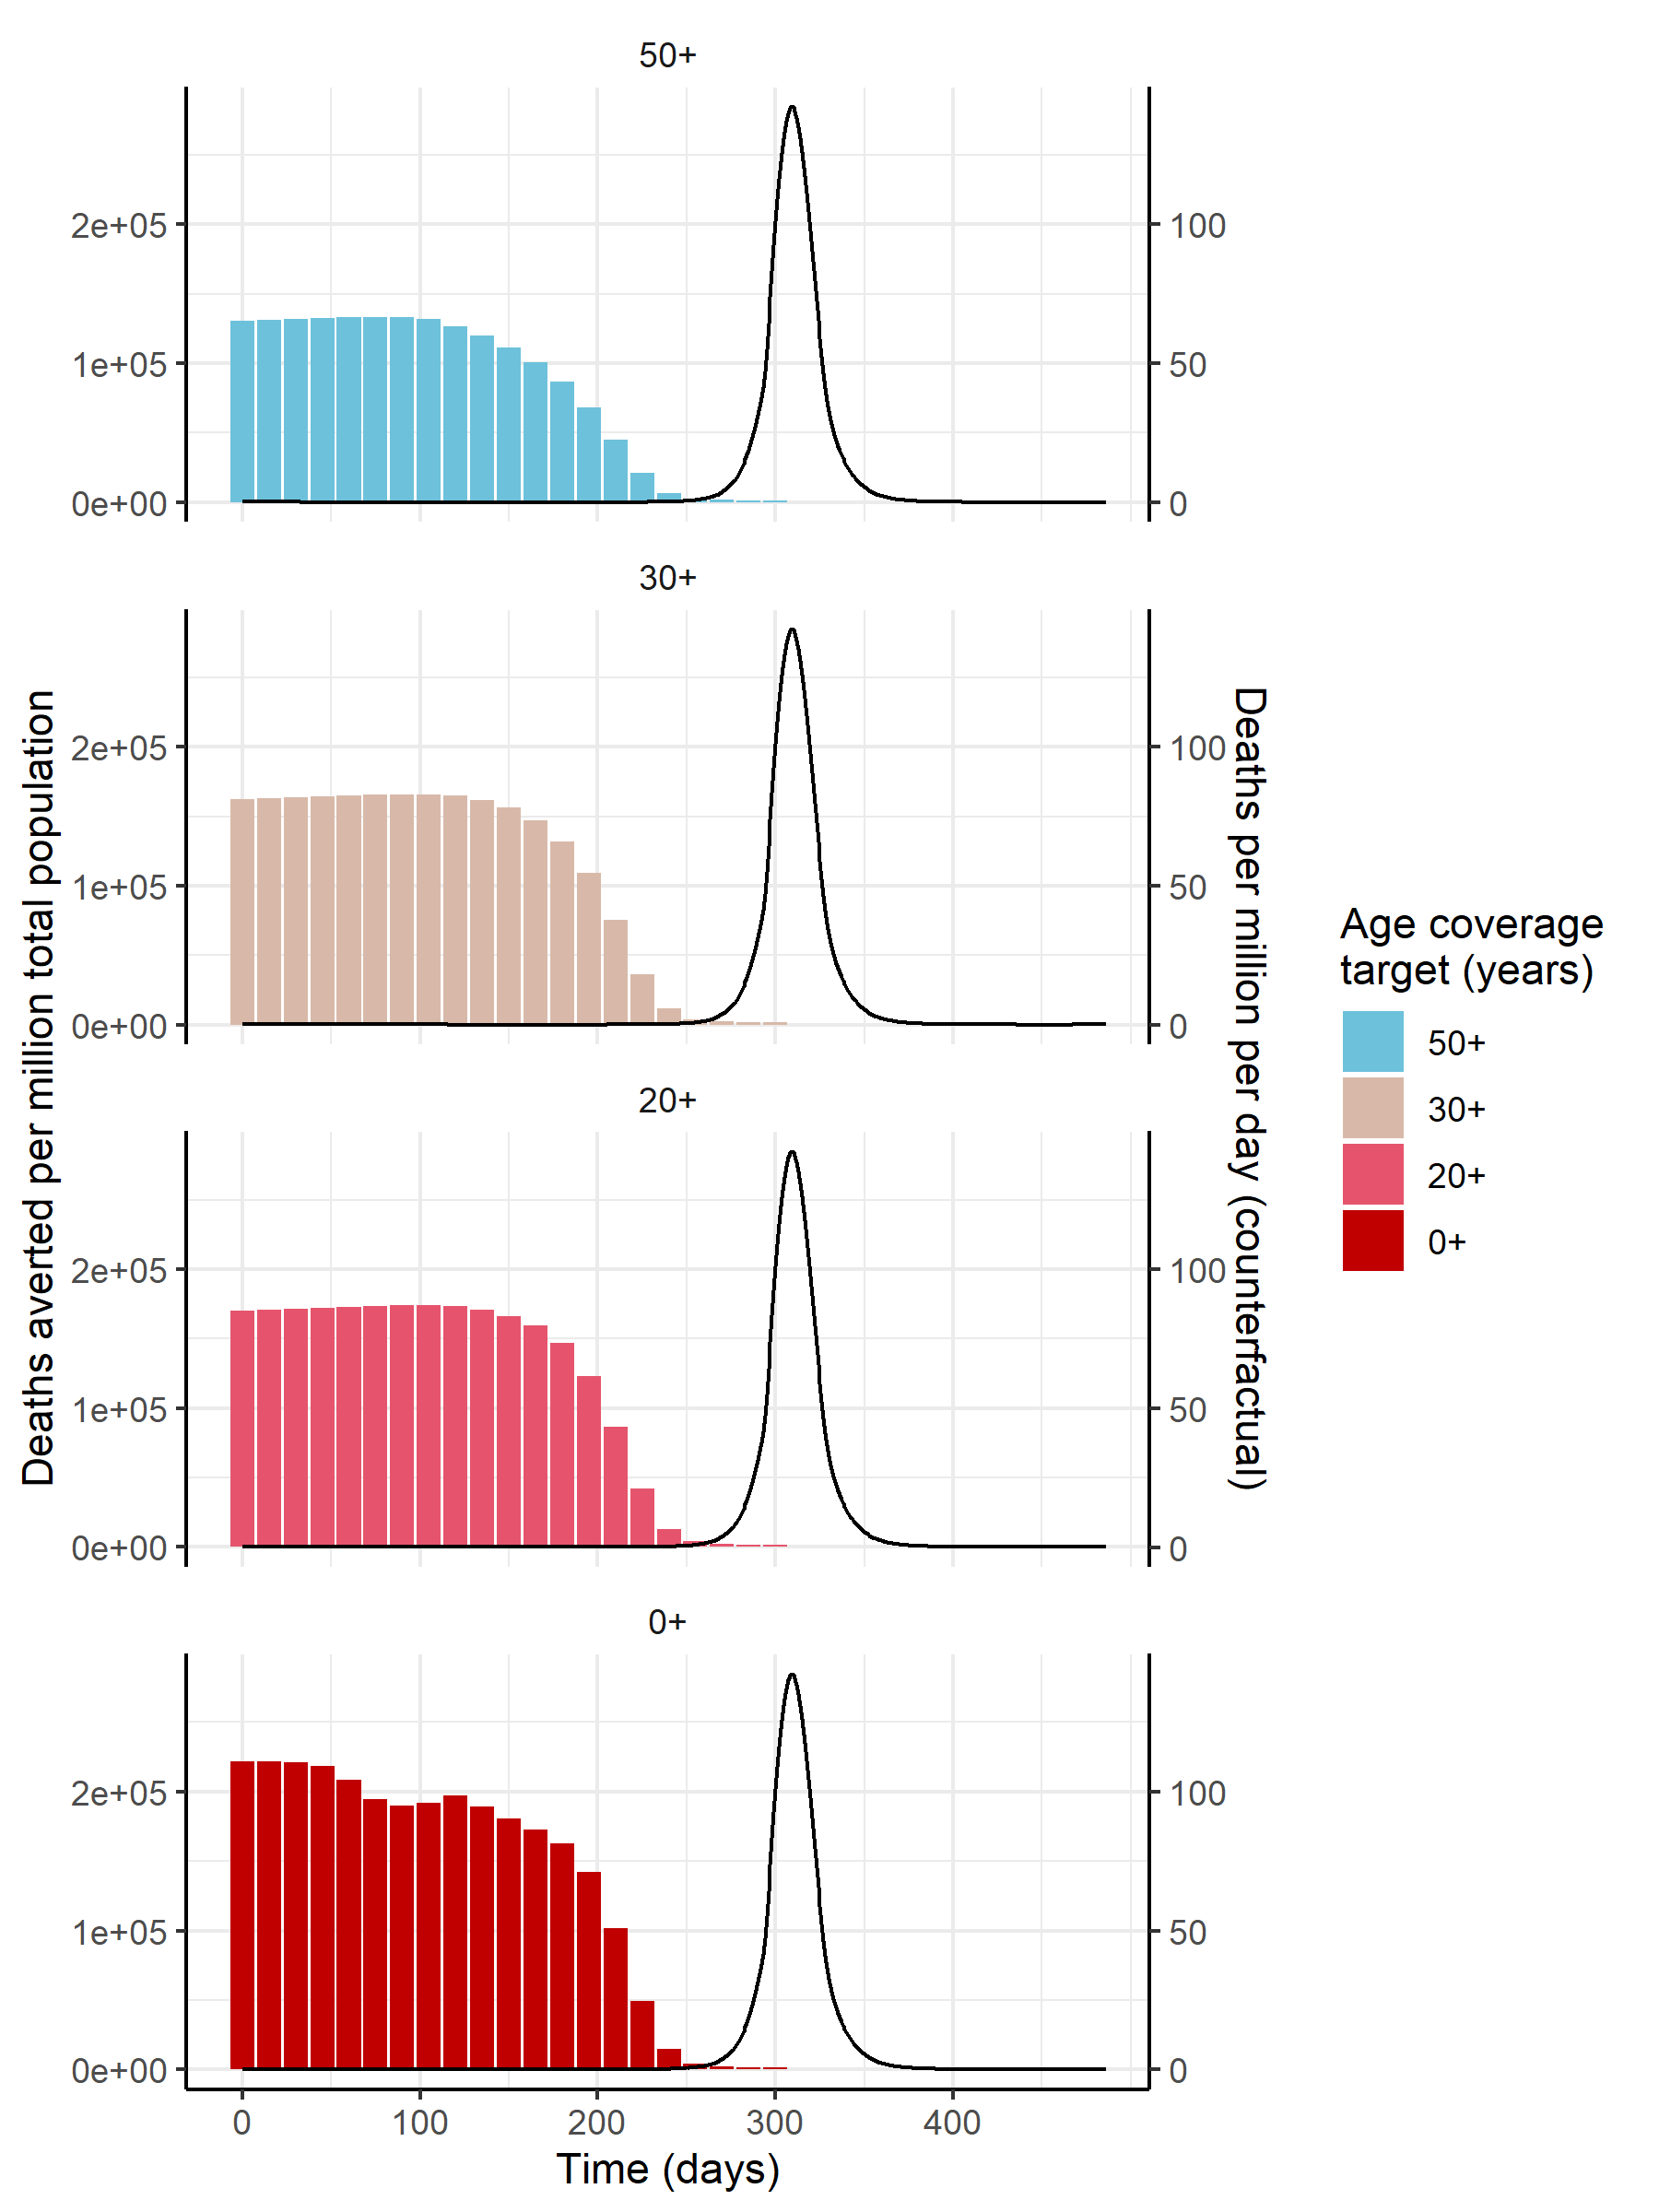 50+
2e+05
1e+05
0e+00
100
50
0
30+
2e+05
1e+05
0e+00
100
50
0
20+
2e+05
1e+05
0e+00
100
50
0
0+
2e+05
1e+05
0e+00
100
50
0
0
100
200
300
400
Time (days)
Deaths averted per million total population
Deaths per million per day (counterfactual)
Age coverage
target (years)
50+
30+
20+
0+